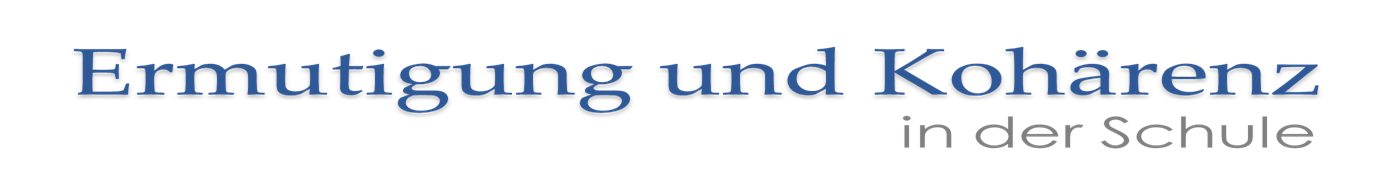 Ermutigung und Kohärenz
in der Schule